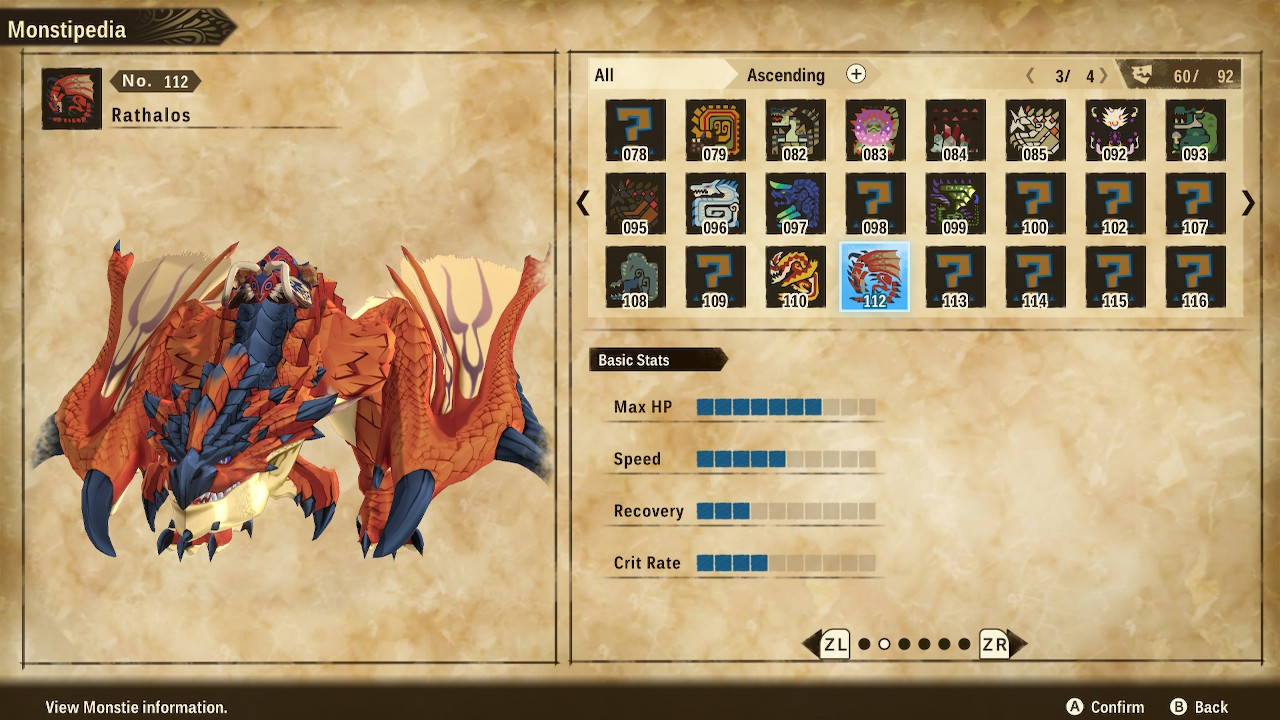 Monstipedia
No. 112
Rathalos
All
Ascending
3/ 4
60/ 92
078 079 082 083 084 085 092 093
095 096 097 098 099 100 102 107
108 109 110 112 113 114 115 116
Basic Stats
Max HP
Speed
Recovery
Crit Rate
ZL ZR
View Monstie information.
A Confirm B Back